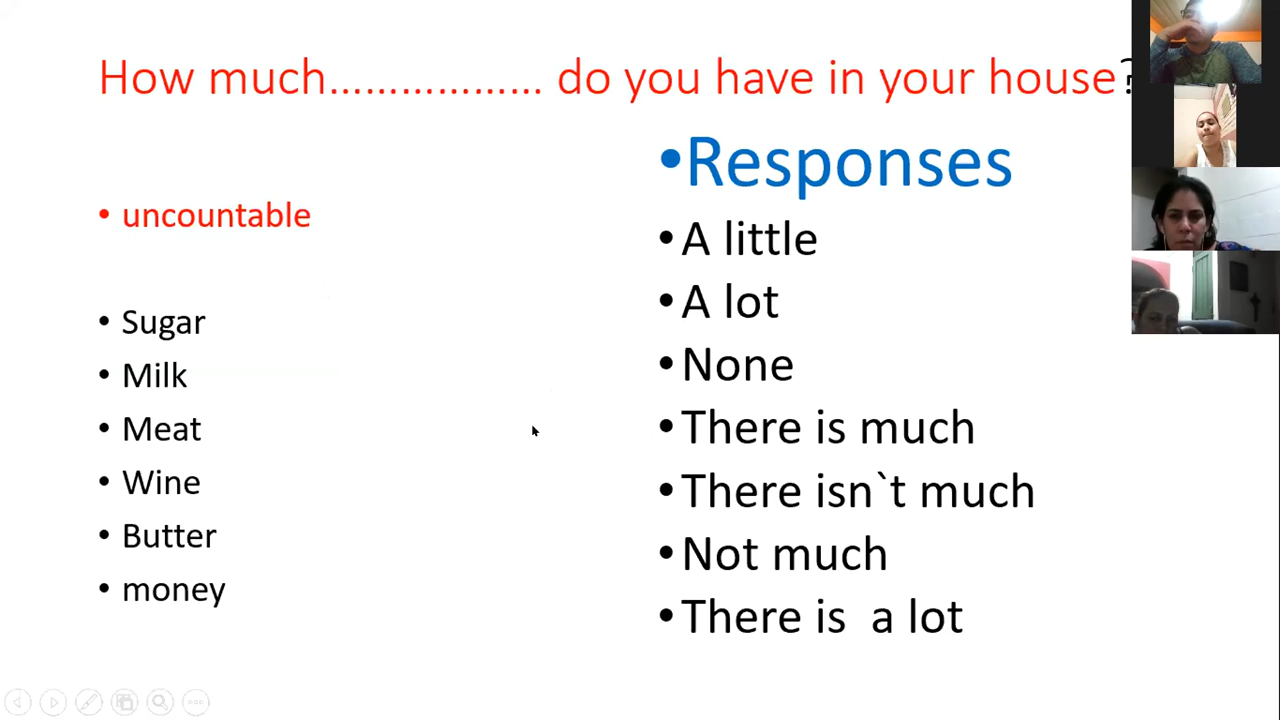 How much.................. do you have in your house?
• uncountable
• Sugar
• Milk
• Meat
• Wine
• Butter
• money
• Responses
• A little
• A lot
• None
• There is much
• There isn`t much
• Not much
• There is  a lot